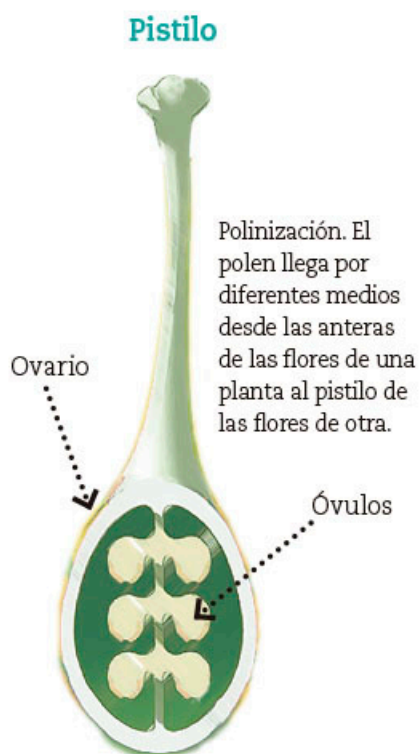 Pistilo
Polinización. El
polen llega por
diferentes medios
desde las anteras
de las flores de una
planta al pistilo de
las flores de otra.
Ovario
Óvulos